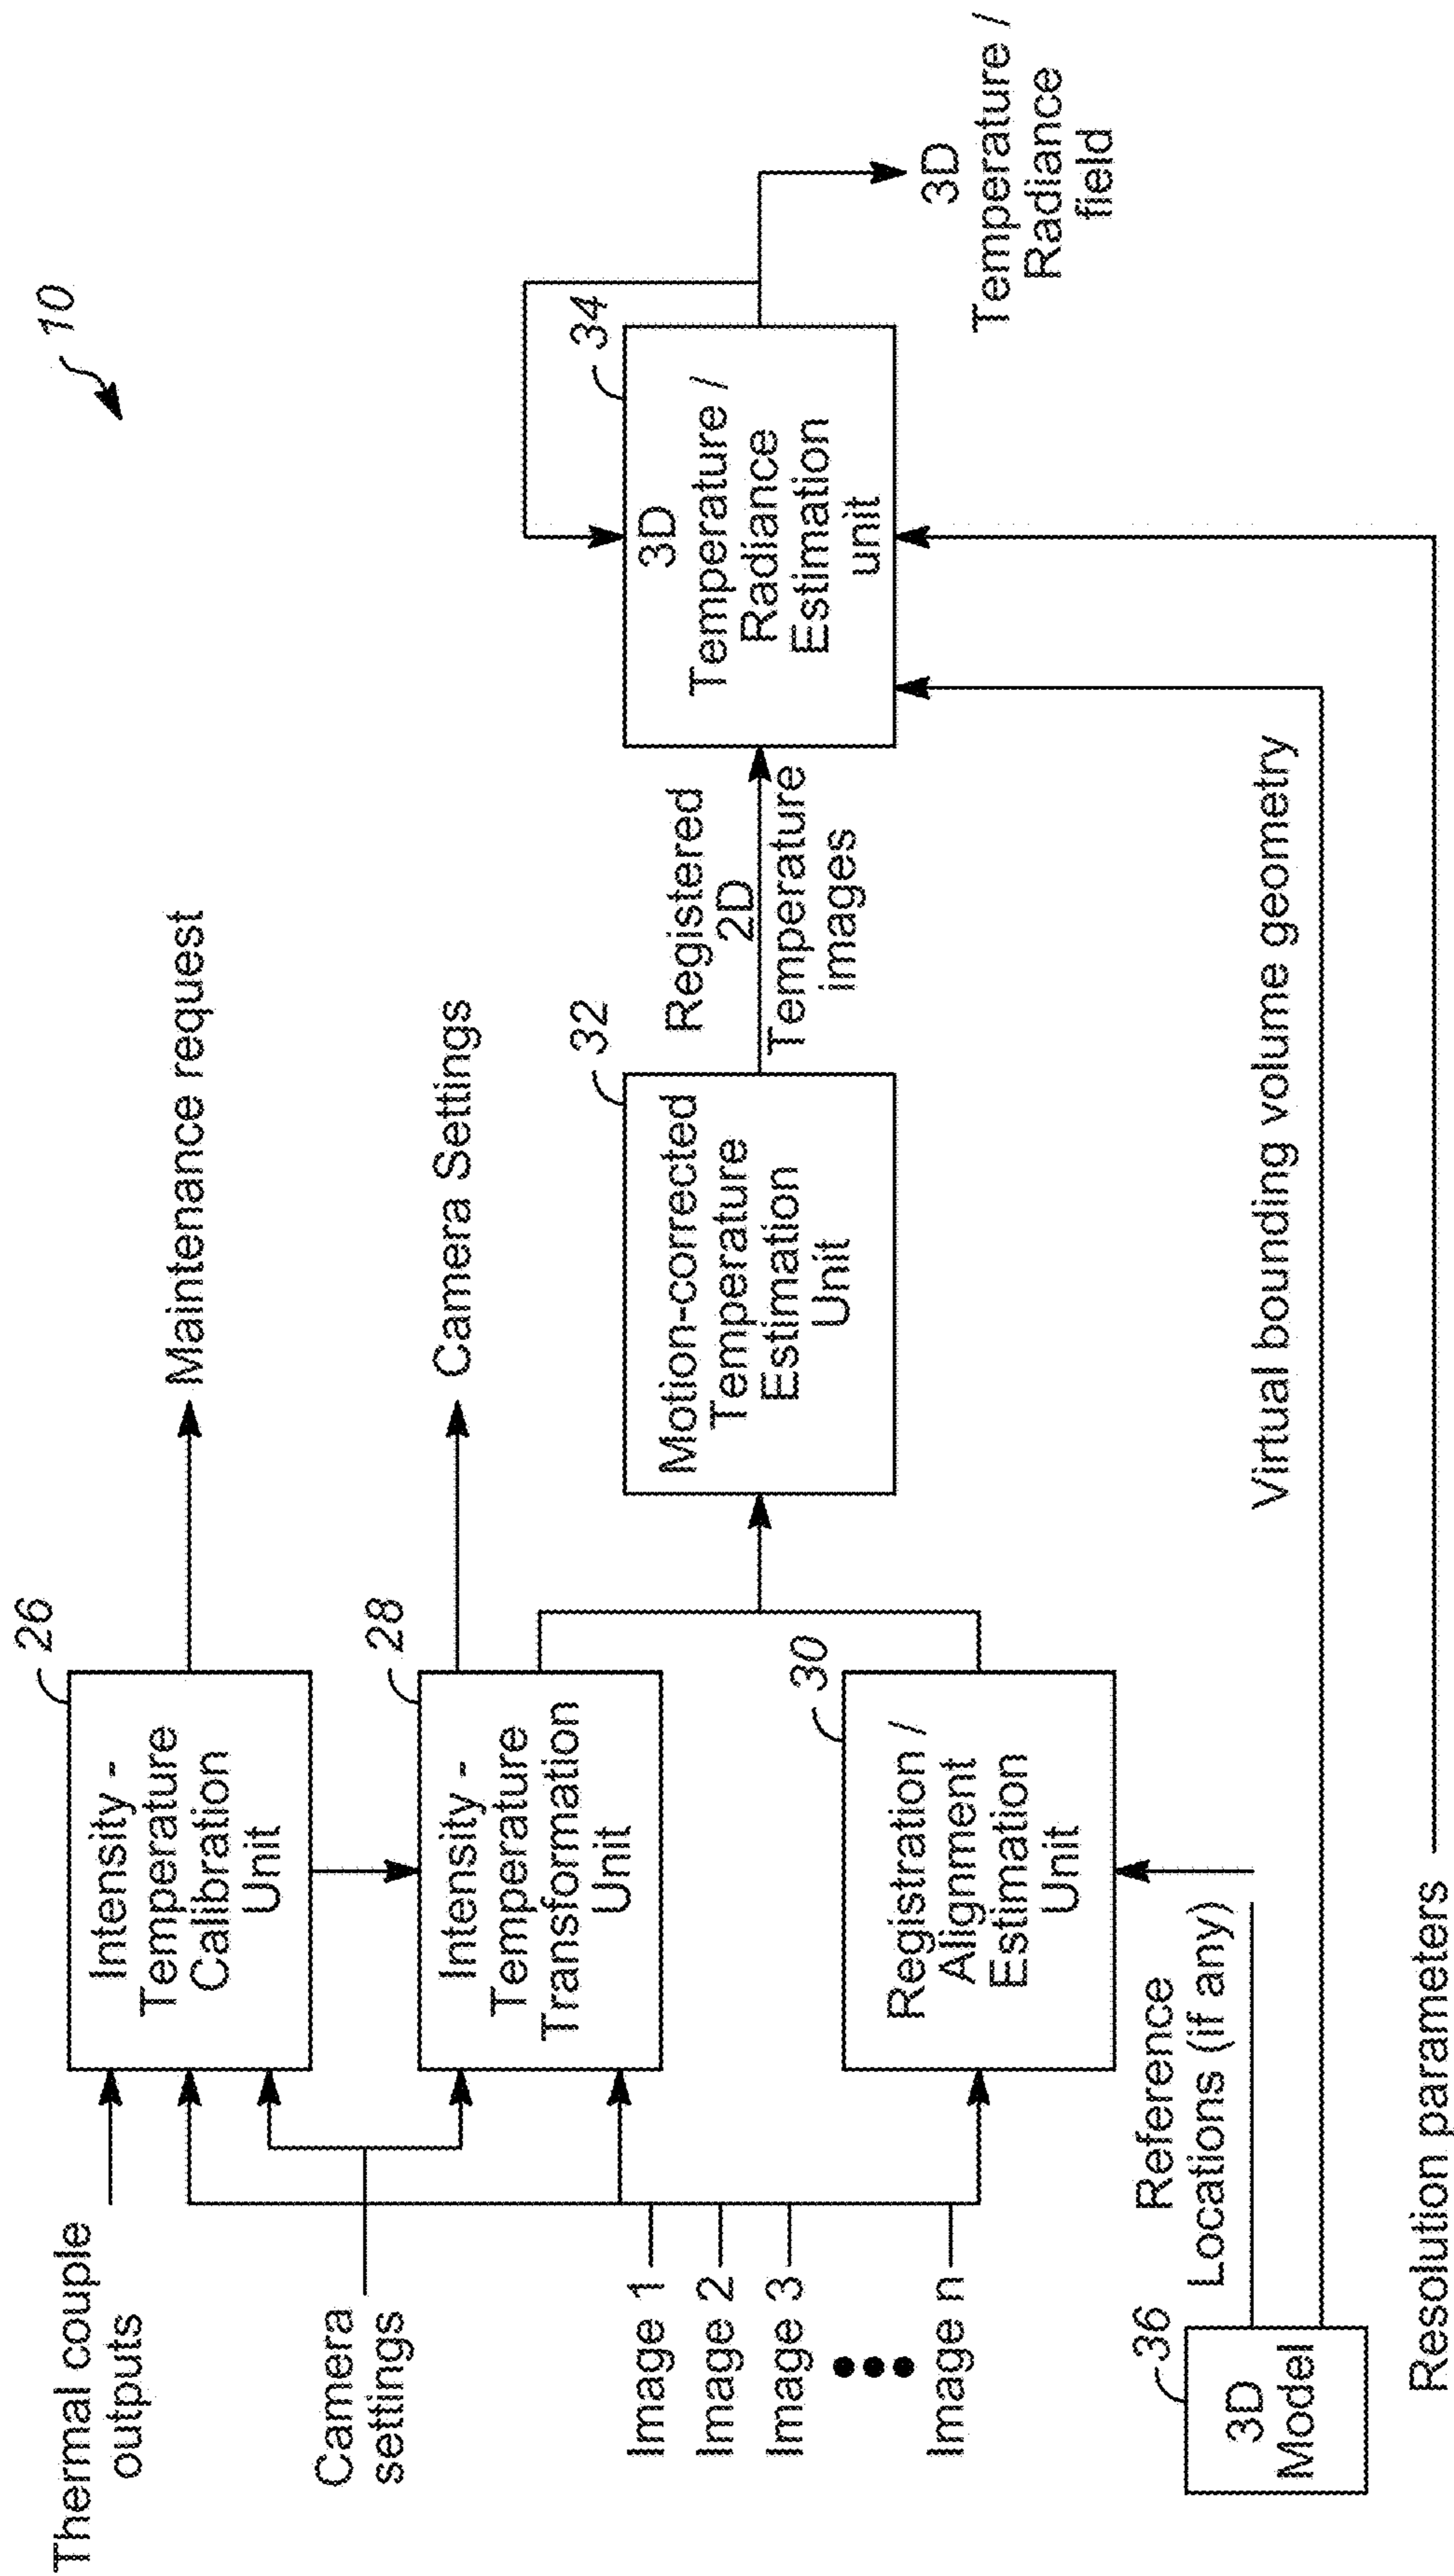 10
Thermal couple
outputs
Camera
settings
Image 1
Image 2
Image 3
Image n
36
3D
Model
Reference
Locations (if any)
Resolution parameters
26
Intensity -
Temperature
Calibration
Unit
28
Intensity -
Temperature
Transformation
Unit
30
Registration /
Alignment
Estimation
Unit
Maintenance request
Camera Settings
32
Motion-corrected
Temperature
Estimation
Unit
Registered
2D
Temperature
images
Virtual bounding volume geometry
34
3D
Temperature /
Radiance
Estimation
unit
3D
Temperature /
Radiance
field